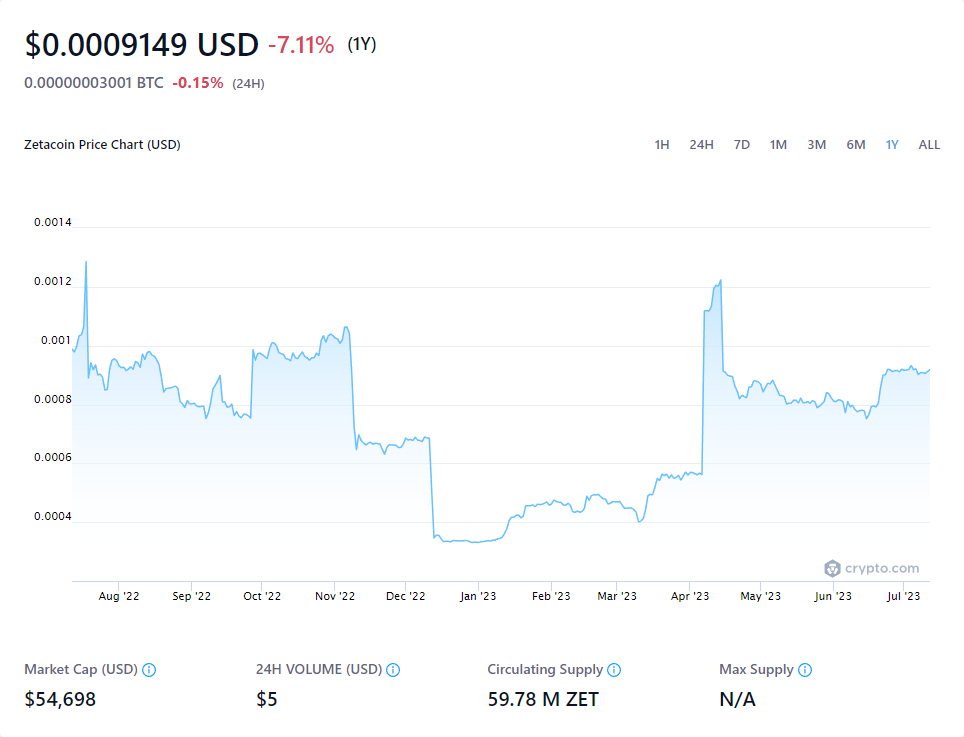 $0.0009149 USD -7.11% (1Y)
0.00000003001 BTC -0.15% (24H)
Zetacoin Price Chart (USD) 1H 24H 7D 1M 3M 6M 1Y ALL
0.0014
0.0012
0.001
0.0008
0.0006
0.0004
crypto.com
Aug '22 Sep '22 Oct '22 Nov '22 Dec '22 Jan '23 Feb '23 Mar '23 Apr '23 May '23 Jun '23 Jul '23
Market Cap (USD) 24H VOLUME (USD) Circulating Supply Max Supply
$54,698 $5 59.78 M ZET N/A